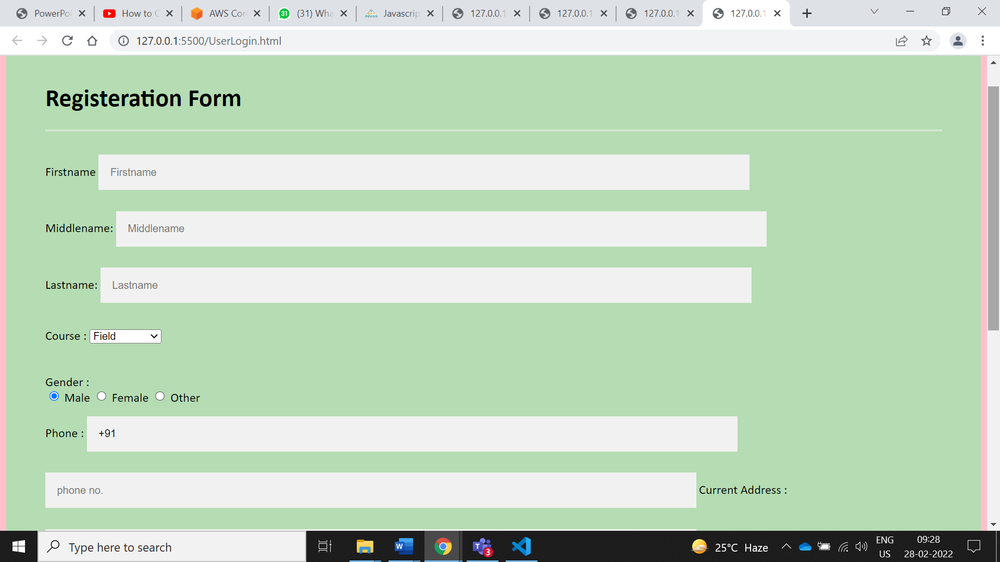 PowerPoi
How to C
AWS Con
31 (31) Wha
Javascrip
127.0.0.1
127.0.0.1
127.0.0.1
127.0.0.1
127.0.0.1:5500/UserLogin.html
Registeration Form
Firstname Firstname
Middlename: Middlename
Lastname: Lastname
Course : Field
Gender :
Male Female Other
Phone : +91
phone no. Current Address :
Type here to search
W
T 3
25°C Haze
ENG
US
09:28
28-02-2022